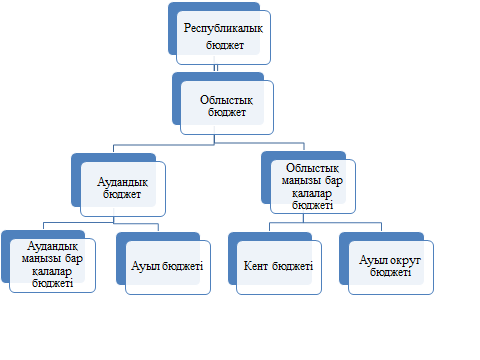 Республикалық
бюджет
Облыстық
бюджет
Аудандық
бюджет
Облыстық
маңызы бар
қалалар
бюджеті
Аудандық
маңызы бар
қалалар
бюджеті
Ауыл бюджеті
Кент бюджеті
Ауыл округ
бюджеті